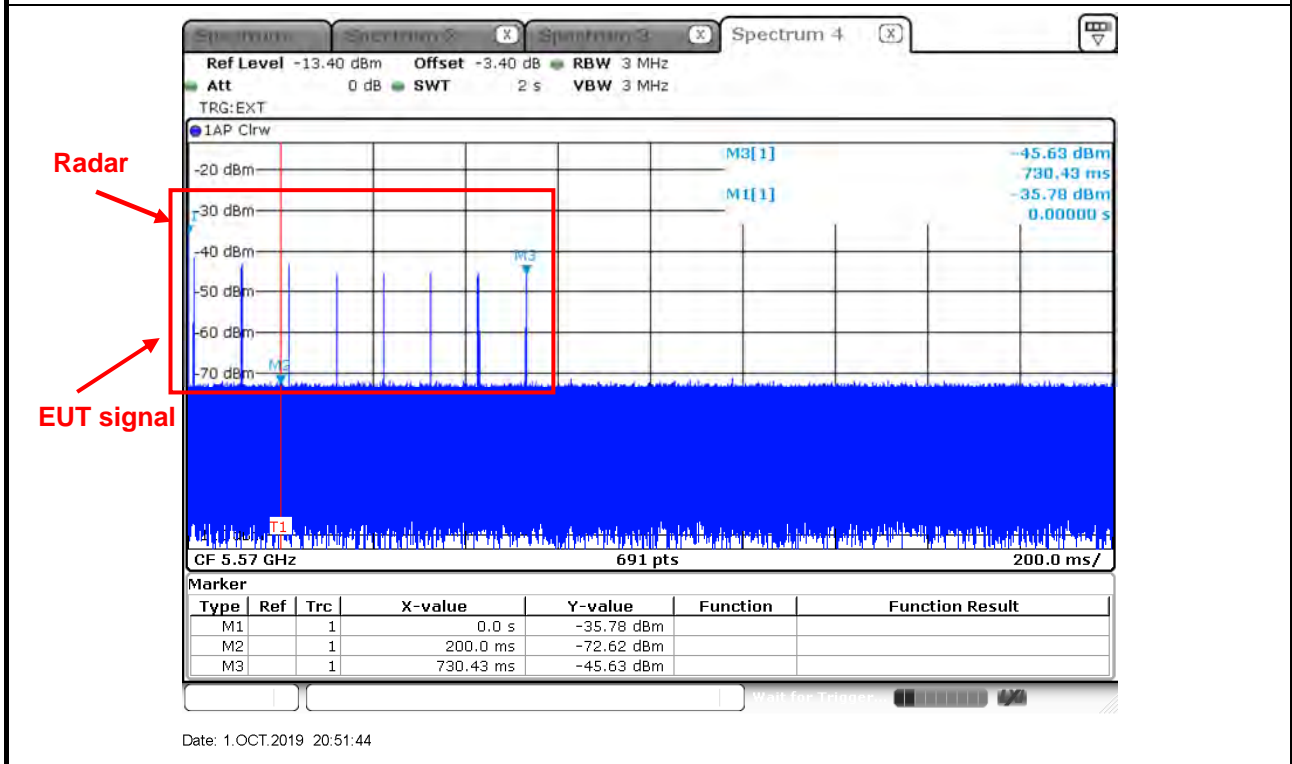 Spectrum 4
Ref Level -13.40 dBm Offset -3.40 dB RBW 3 MHz
Att 0 dB SWT 2 s VBW 3 MHz
TRG:EXT
1AP Clrw
M3[1] -45.63 dBm
730.43 ms
M1[1] -35.78 dBm
0.00000 s
Radar
-20 dBm
-30 dBm
-40 dBm
M3
-50 dBm
-60 dBm
-70 dBm
M2
EUT signal
T1
CF 5.57 GHz 691 pts 200.0 ms/
Marker
Type Ref Trc X-value Y-value Function Function Result
M1 1 0.0 s -35.78 dBm
M2 1 200.0 ms -72.62 dBm
M3 1 730.43 ms -45.63 dBm
Wait for Trigger...
Date: 1.OCT.2019 20:51:44